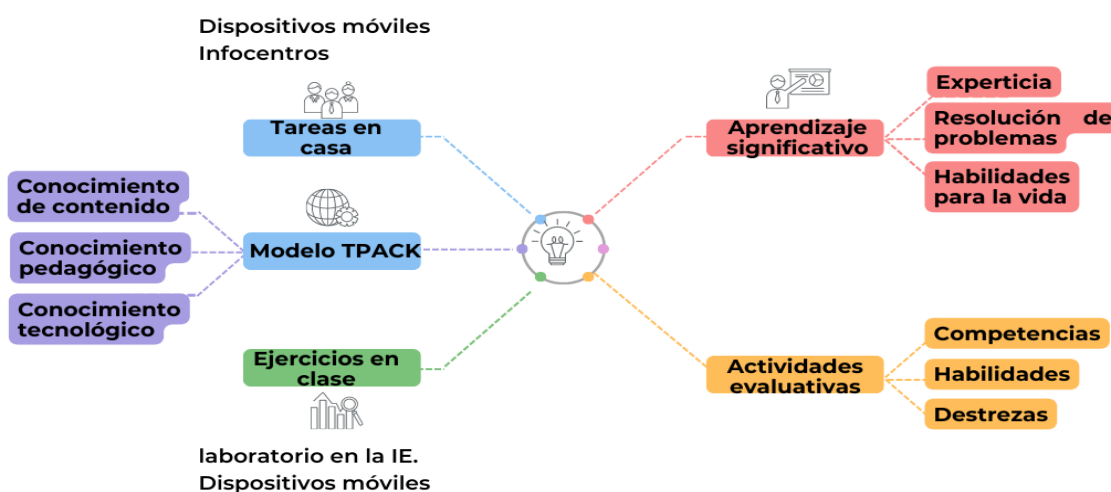 Dispositivos móviles
Infocentros
Tareas en
casa
Conocimiento
de contenido
Conocimiento
pedagógico
Conocimiento
tecnológico
Modelo TPACK
Ejercicios en
clase
laboratorio en la IE.
Dispositivos móviles
Aprendizaje
significativo
Experticia
Resolución de
problemas
Habilidades
para la vida
Actividades
evaluativas
Competencias
Habilidades
Destrezas